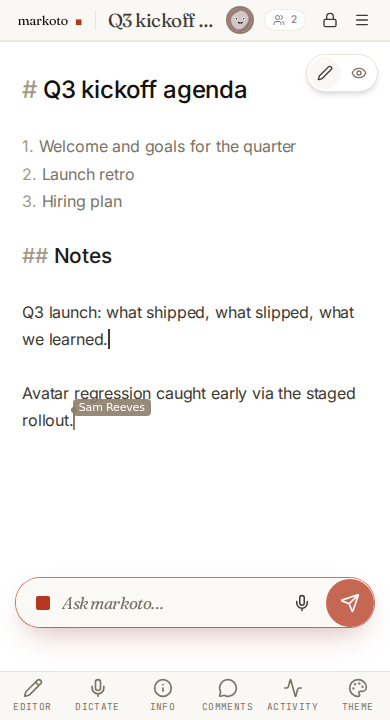 markoto
Q3 kickoff ...
2
# Q3 kickoff agenda
1. Welcome and goals for the quarter
2. Launch retro
3. Hiring plan
## Notes
Q3 launch: what shipped, what slipped, what
we learned.
Avatar regression caught early via the staged
Sam Reeves
rollout.
Ask markoto...
EDITOR
DICTATE
INFO
COMMENTS
ACTIVITY
THEME